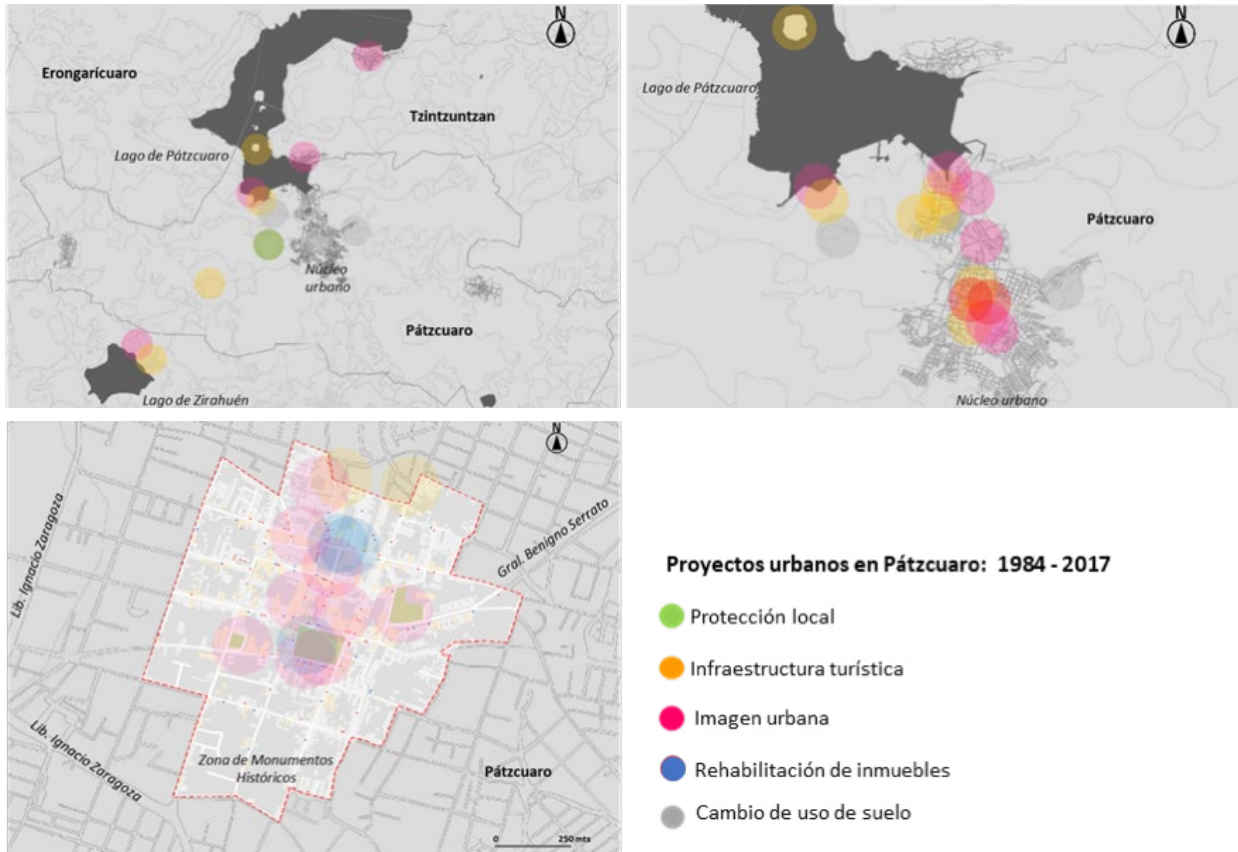 N
Erongarícuaro
Tzintzuntzan
Lago de Pátzcuaro
Núcleo
urbano
Pátzcuaro
Lago de Zirahuén
N
Lago de Pátzcuaro
Pátzcuaro
Núcleo urbano
N
Lib. Ignacio Zaragoza
Gral. Benigno Serrato
Lib. Ignacio Zaragoza
Zona de Monumentos
Históricos
Pátzcuaro
0 250 mts
Proyectos urbanos en Pátzcuaro: 1984 - 2017
Protección local
Infraestructura turística
Imagen urbana
Rehabilitación de inmuebles
Cambio de uso de suelo